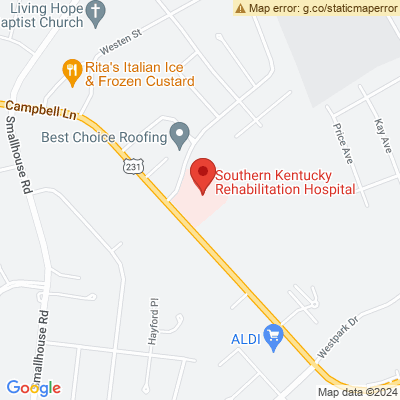 Map error: g.co/staticmaperror
Living Hope
aptist Church
Westen St
Rita's Italian Ice
& Frozen Custard
Campbell Ln
Smallhouse Rd
Best Choice Roofing
Price Ave
Kay Ave
231
Southern Kentucky
Rehabilitation Hospital
Smallhouse Rd
Hayford Pl
ALDI
Westpark Dr
Google
Map data ©2024